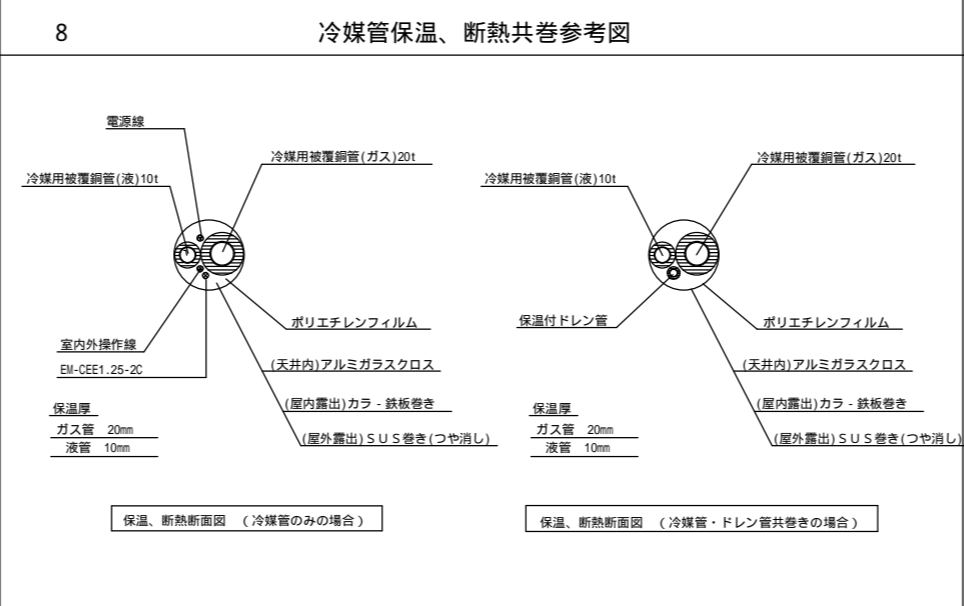 8
冷媒管保温、断熱共巻参考図
電源線
冷媒用被覆銅管(ガス)20t
冷媒用被覆銅管(液)10t
ポリエチレンフィルム
室内外操作線
EM-CEE1.25-2C
(天井内)アルミガラスクロス
(屋内露出)カラ - 鉄板巻き
(屋外露出)ＳＵＳ巻き(つや消し)
保温厚
ガス管 20mm
液管 10mm
保温、断熱断面図 （冷媒管のみの場合）
冷媒用被覆銅管(ガス)20t
冷媒用被覆銅管(液)10t
保温付ドレン管
ポリエチレンフィルム
(天井内)アルミガラスクロス
(屋内露出)カラ - 鉄板巻き
(屋外露出)ＳＵＳ巻き(つや消し)
保温厚
ガス管 20mm
液管 10mm
保温、断熱断面図 （冷媒管・ドレン管共巻きの場合）